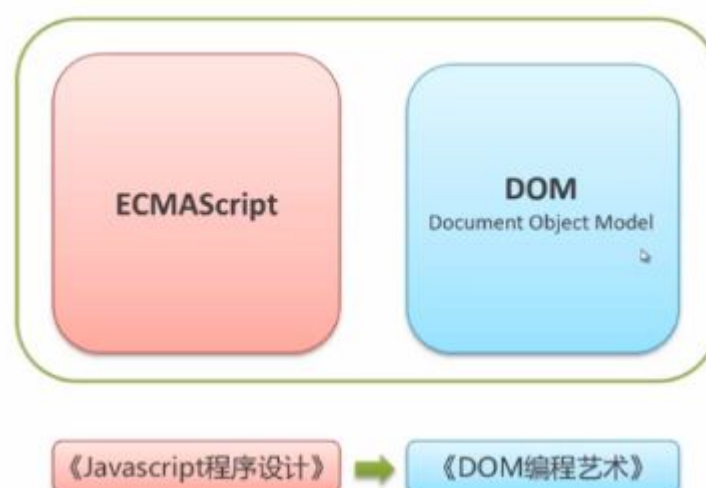 ECMAScript
DOM
Document Object Model
《Javascript程序设计》
《DOM编程艺术》